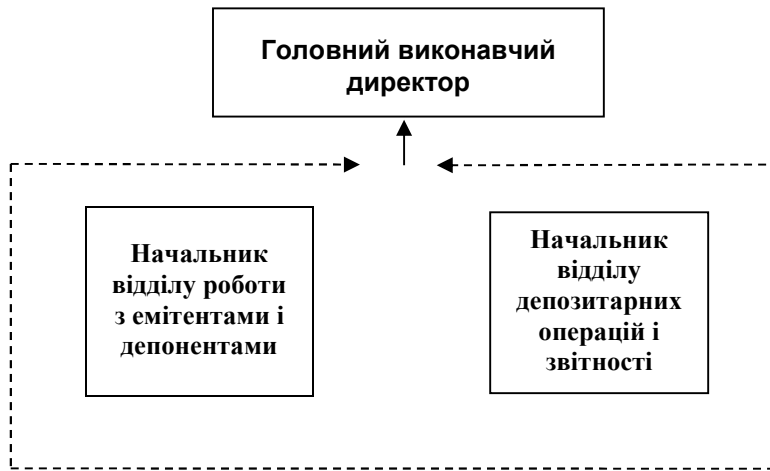 Головний виконавчий
директор
Начальник
відділу роботи
з емітентами і
депонентами
Начальник
відділу
депозитарних
операцій і
звітності